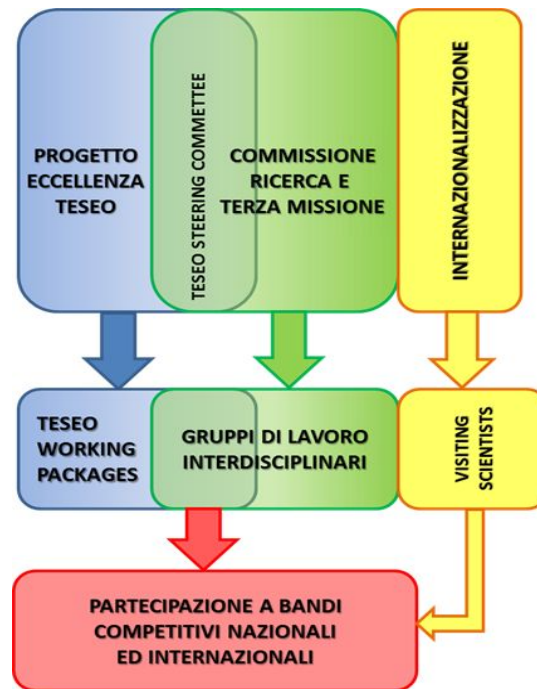 PROGETTO
ECCELLENZA
TESEO
TESEO STEERING COMMETTEE
COMMISSIONE
RICERCA E
TERZA MISSIONE
INTERNAZIONALIZZAZIONE
TESEO
WORKING
PACKAGES
GRUPPI DI LAVORO
INTERDISCIPLINARI
VISITING
SCIENTISTS
PARTECIPAZIONE A BANDI
COMPETITIVI NAZIONALI
ED INTERNAZIONALI